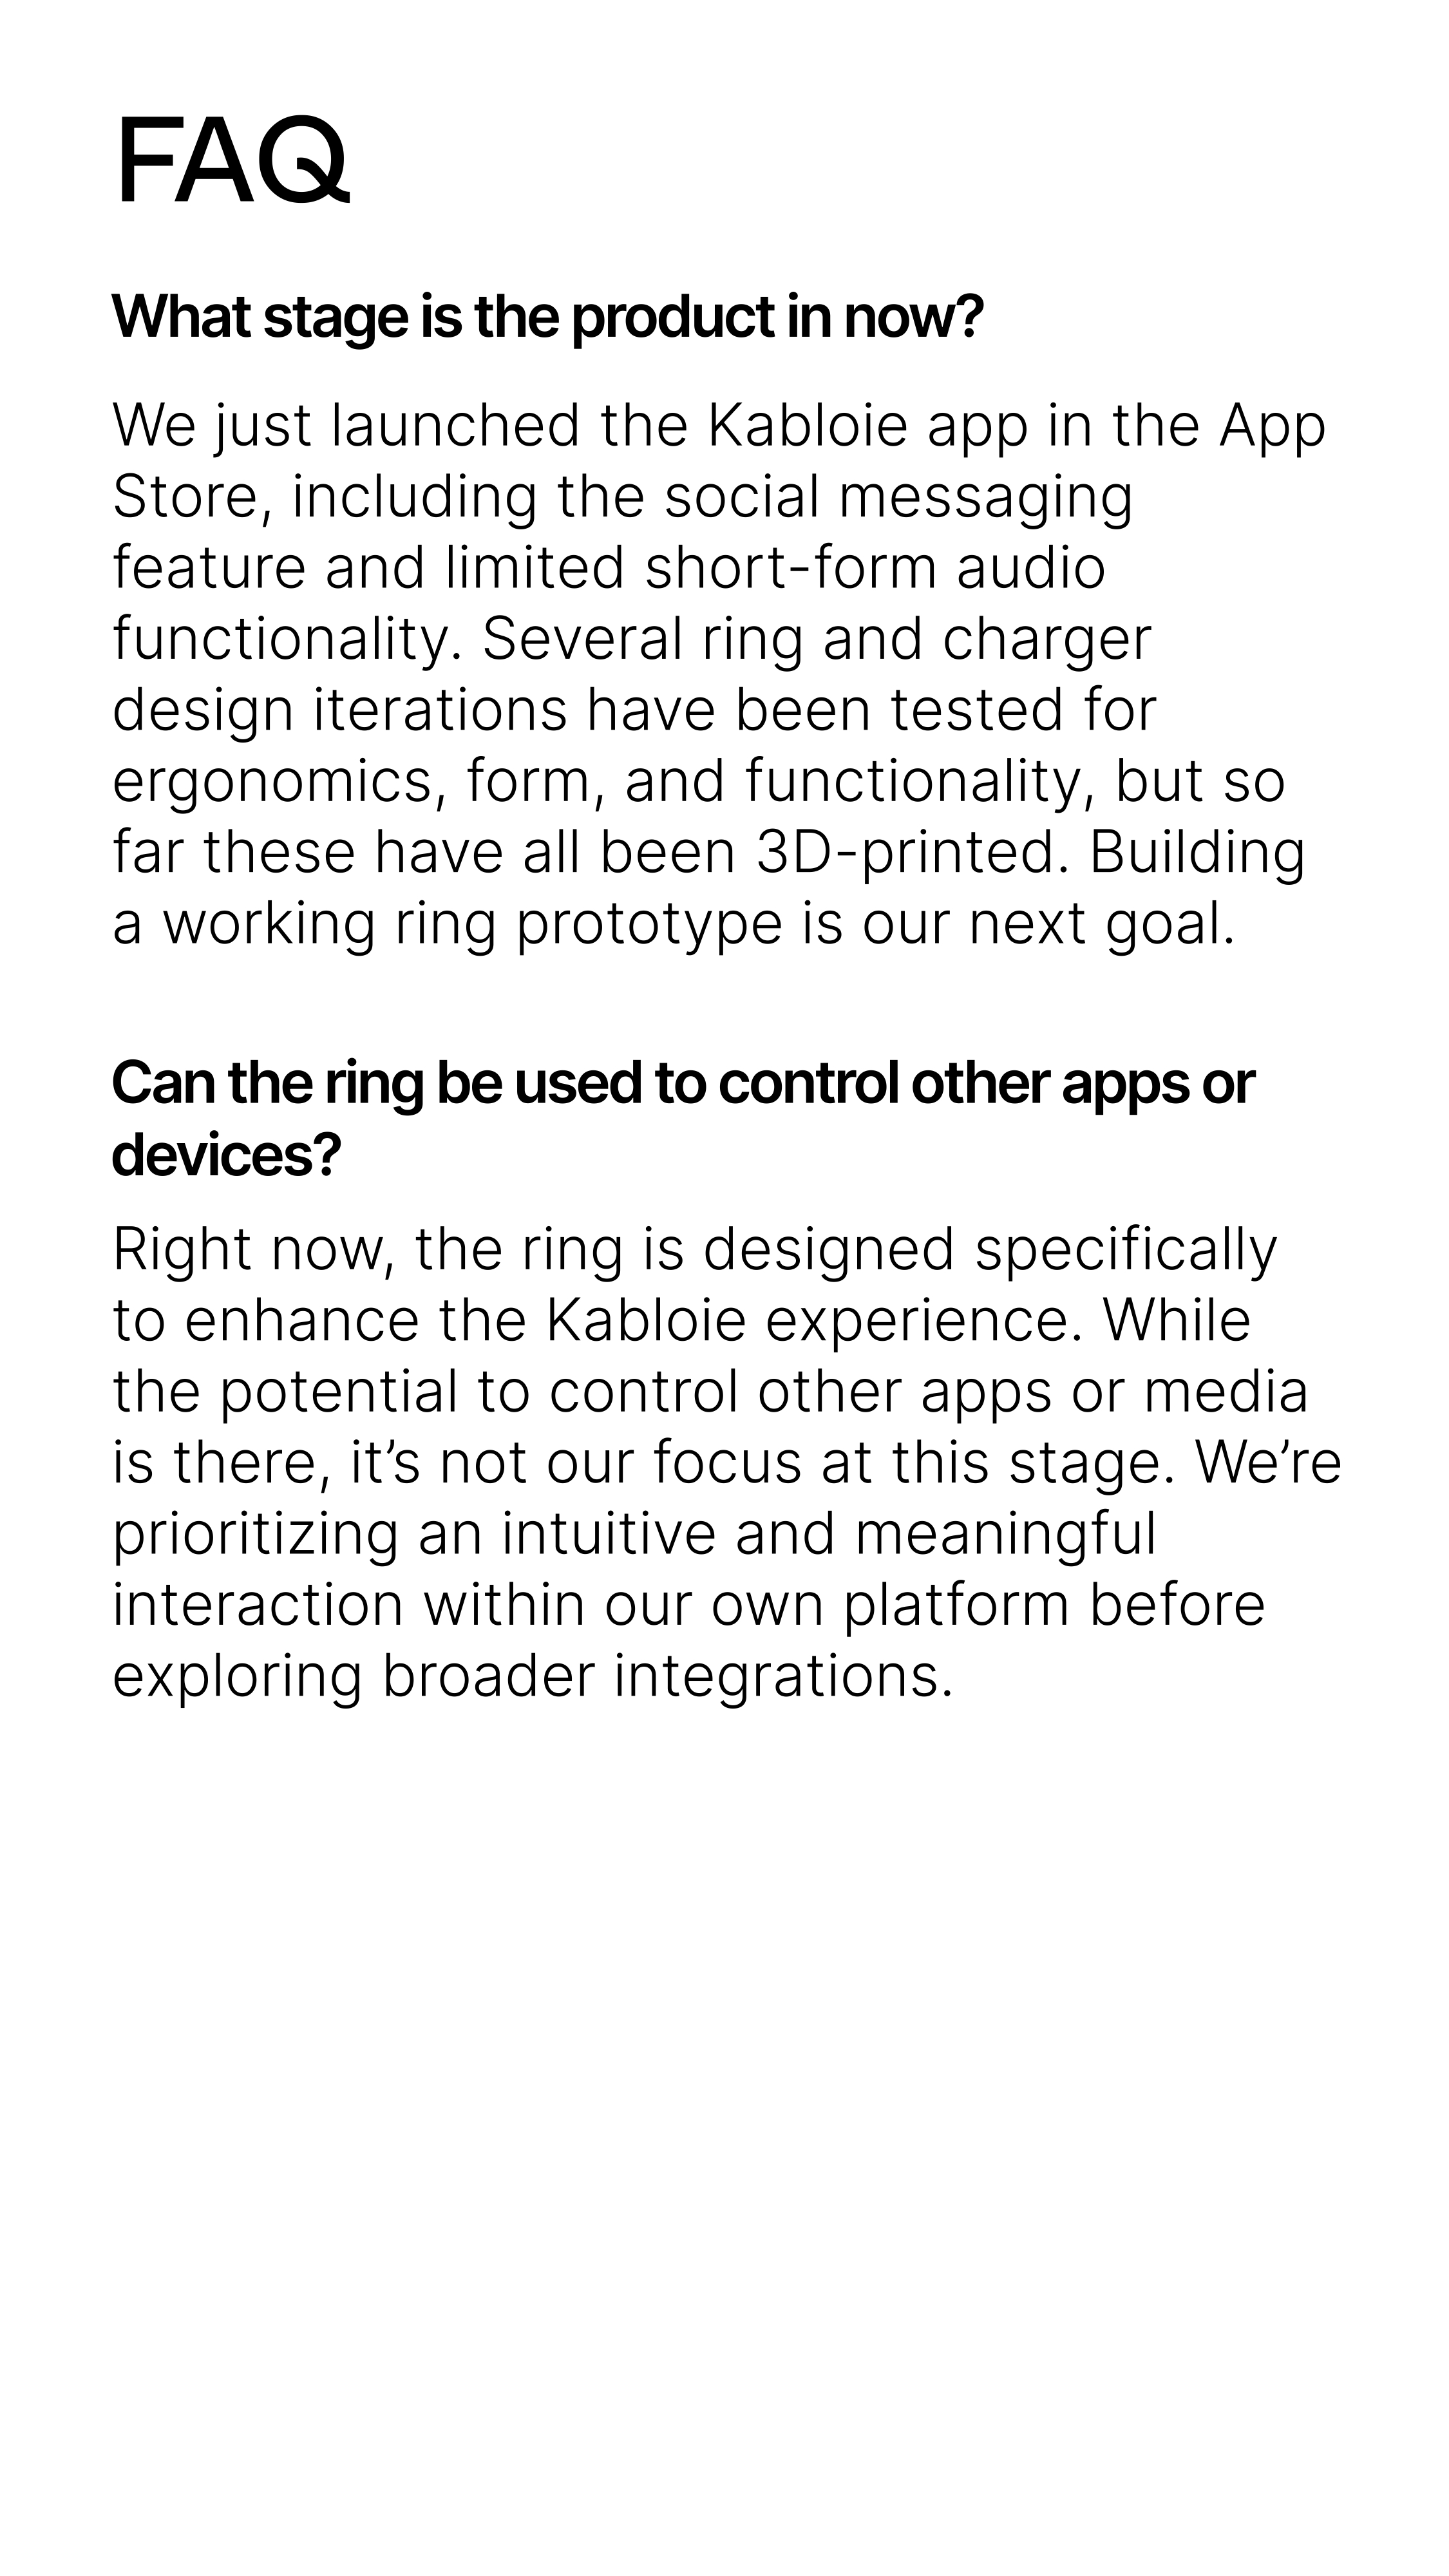 FAQ
What stage is the product in now?
We just launched the Kabloie app in the App
Store, including the social messaging
feature and limited short-form audio
functionality. Several ring and charger
design iterations have been tested for
ergonomics, form, and functionality, but so
far these have all been 3D-printed. Building
a working ring prototype is our next goal.
Can the ring be used to control other apps or
devices?
Right now, the ring is designed specifically
to enhance the Kabloie experience. While
the potential to control other apps or media
is there, it’s not our focus at this stage. We’re
prioritizing an intuitive and meaningful
interaction within our own platform before
exploring broader integrations.